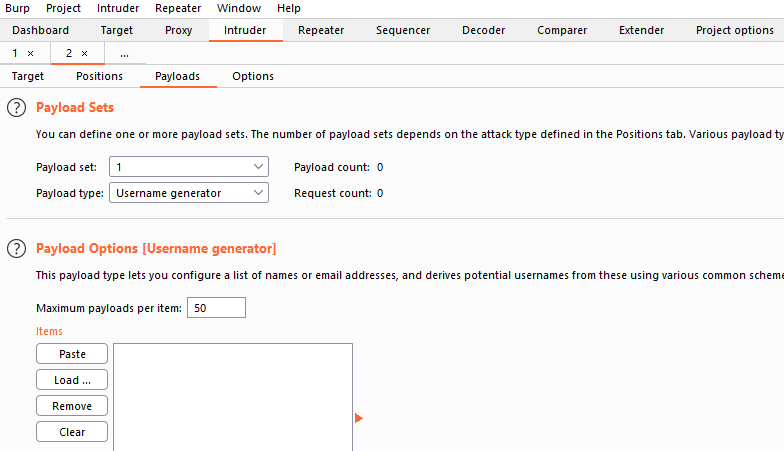 Burp Project Intruder Repeater Window Help
Dashboard Target Proxy Intruder Repeater Sequencer Decoder Comparer Extender Project options
1 × 2 × ...
Target Positions Payloads Options
? Payload Sets
You can define one or more payload sets. The number of payload sets depends on the attack type defined in the Positions tab. Various payload ty
Payload set: 1 Payload count: 0
Payload type: Username generator Request count: 0
? Payload Options [Username generator]
This payload type lets you configure a list of names or email addresses, and derives potential usernames from these using various common scheme
Maximum payloads per item: 50
Items
Paste
Load ...
Remove
Clear